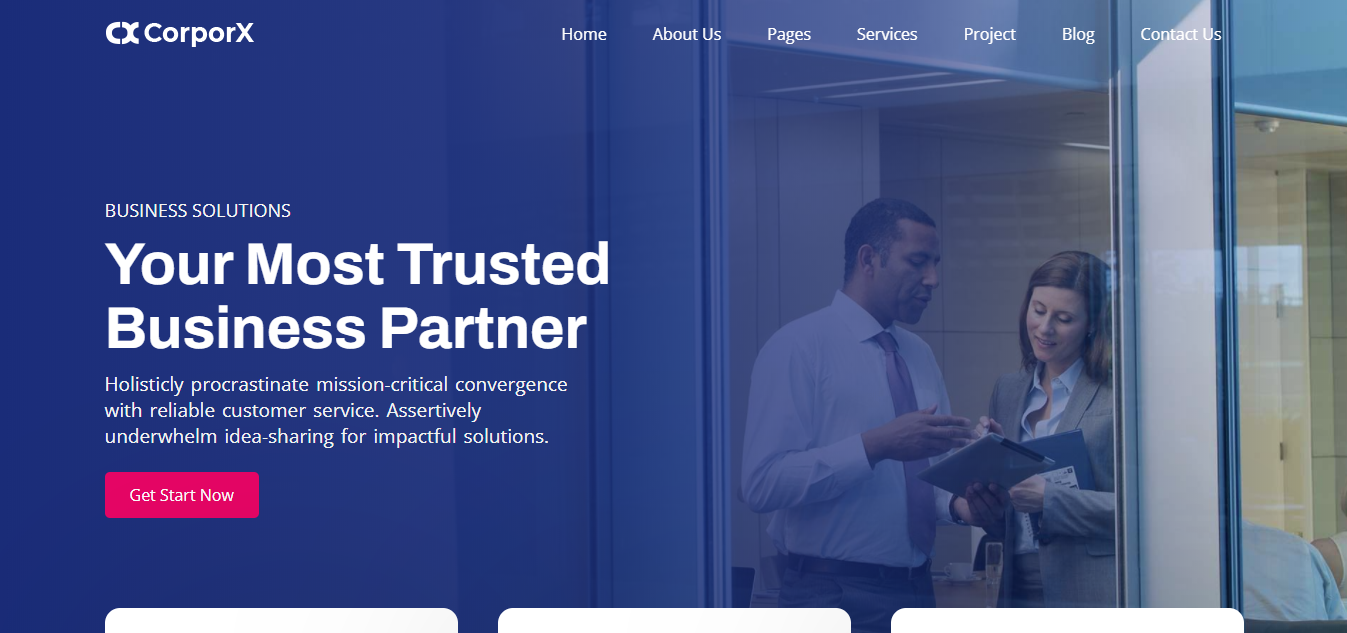 CorporX
Home
About Us
Pages
Services
Project
Blog
Contact Us
BUSINESS SOLUTIONS
Your Most Trusted
Business Partner
Holisticly procrastinate mission-critical convergence
with reliable customer service. Assertively
underwhelm idea-sharing for impactful solutions.
Get Start Now